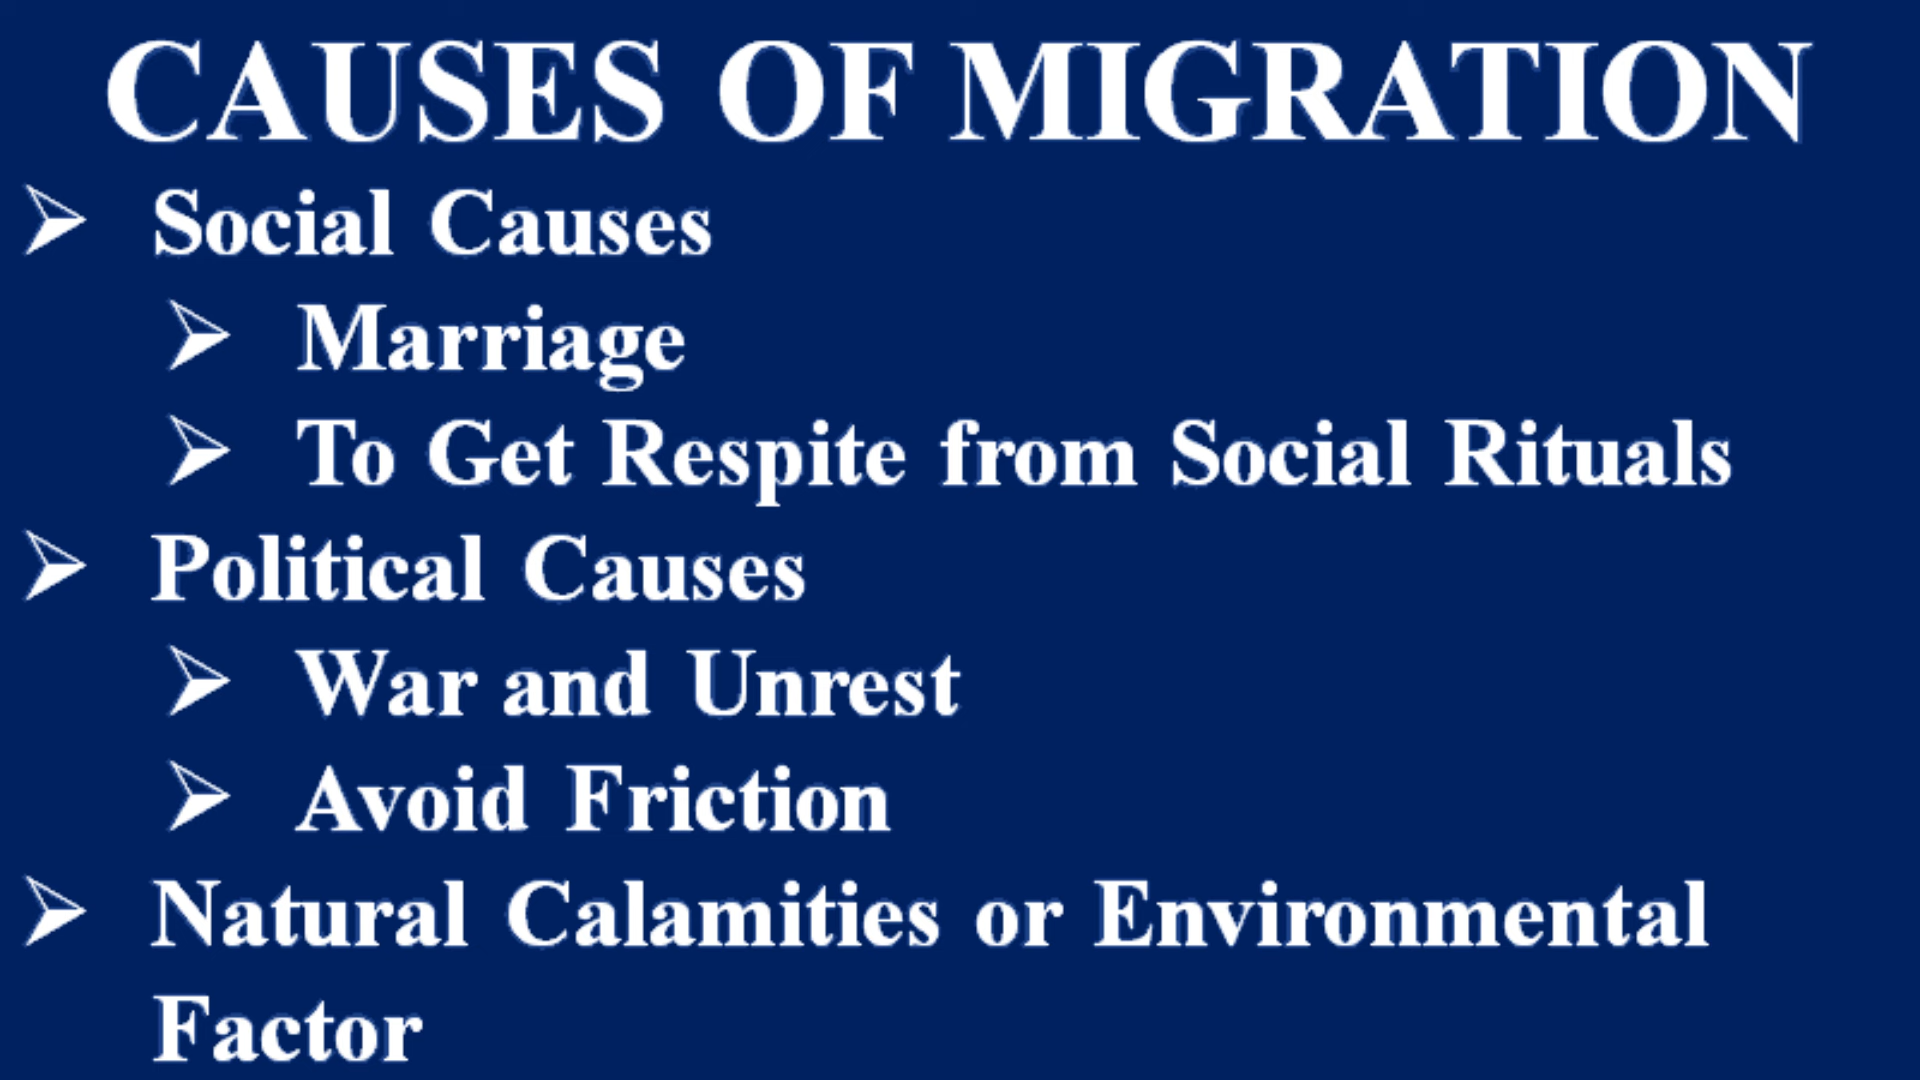 CAUSES OF MIGRATION
➢ Social Causes
➢ Marriage
➢ To Get Respite from Social Rituals
➢ Political Causes
➢ War and Unrest
➢ Avoid Friction
➢ Natural Calamities or Environmental
Factor